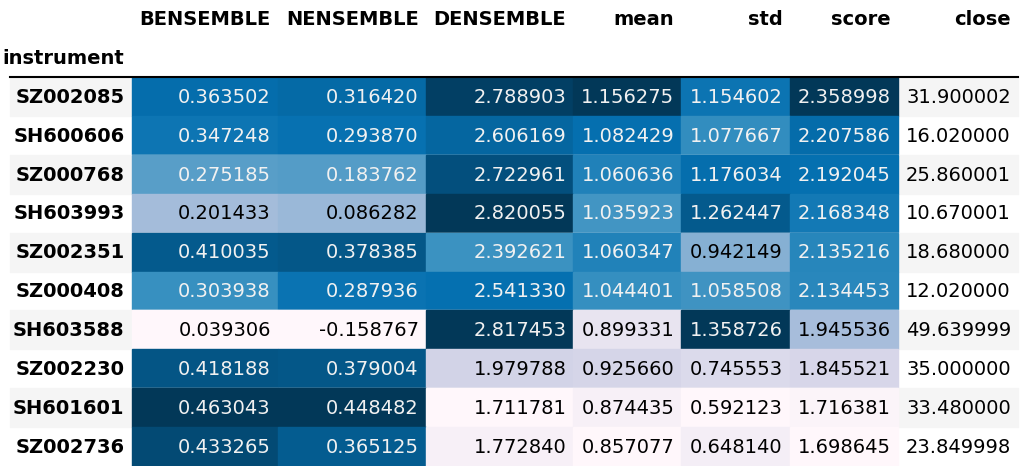 BENSEMBLE NENSEMBLE DENSEMBLE mean std score close
instrument
SZ002085 0.363502 0.316420 2.788903 1.156275 1.154602 2.358998 31.900002
SH600606 0.347248 0.293870 2.606169 1.082429 1.077667 2.207586 16.020000
SZ000768 0.275185 0.183762 2.722961 1.060636 1.176034 2.192045 25.860001
SH603993 0.201433 0.086282 2.820055 1.035923 1.262447 2.168348 10.670001
SZ002351 0.410035 0.378385 2.392621 1.060347 0.942149 2.135216 18.680000
SZ000408 0.303938 0.287936 2.541330 1.044401 1.058508 2.134453 12.020000
SH603588 0.039306 -0.158767 2.817453 0.899331 1.358726 1.945536 49.639999
SZ002230 0.418188 0.379004 1.979788 0.925660 0.745553 1.845521 35.000000
SH601601 0.463043 0.448482 1.711781 0.874435 0.592123 1.716381 33.480000
SZ002736 0.433265 0.365125 1.772840 0.857077 0.648140 1.698645 23.849998